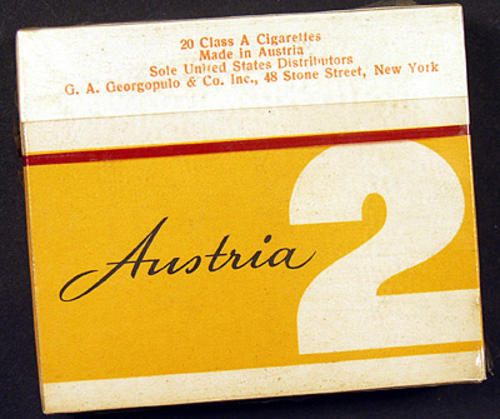 20 Class A Cigarettes
Made in Austria
Sole United States Distributors
G. A. Georgopulo & Co. Inc., 48 Stone Street, New York
Austria 2